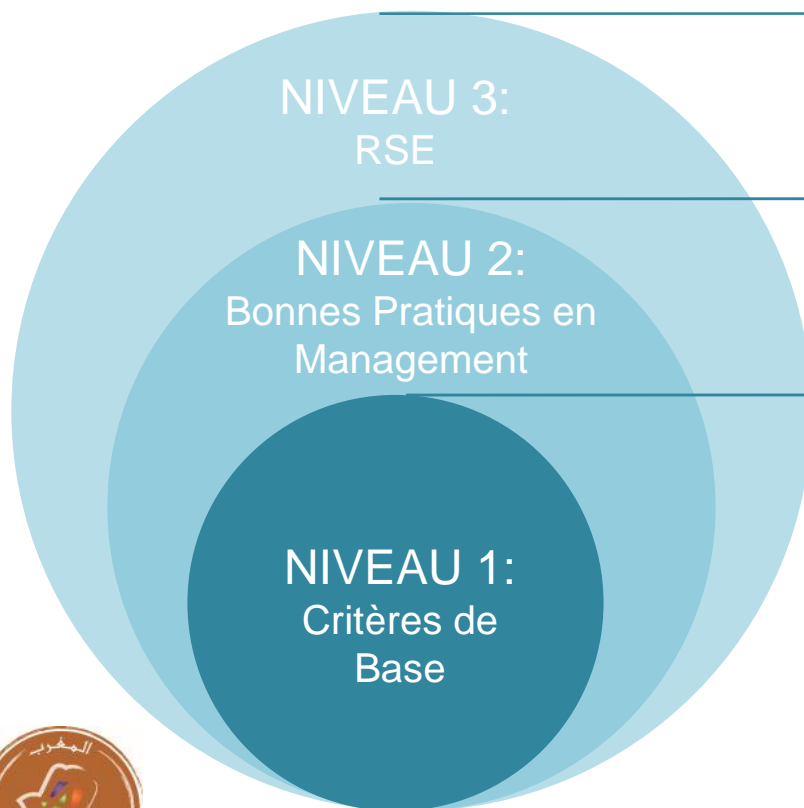 NIVEAU 3:
RSE
NIVEAU 2:
Bonnes Pratiques en
Management
NIVEAU 1:
Critères de
Base
المغرب